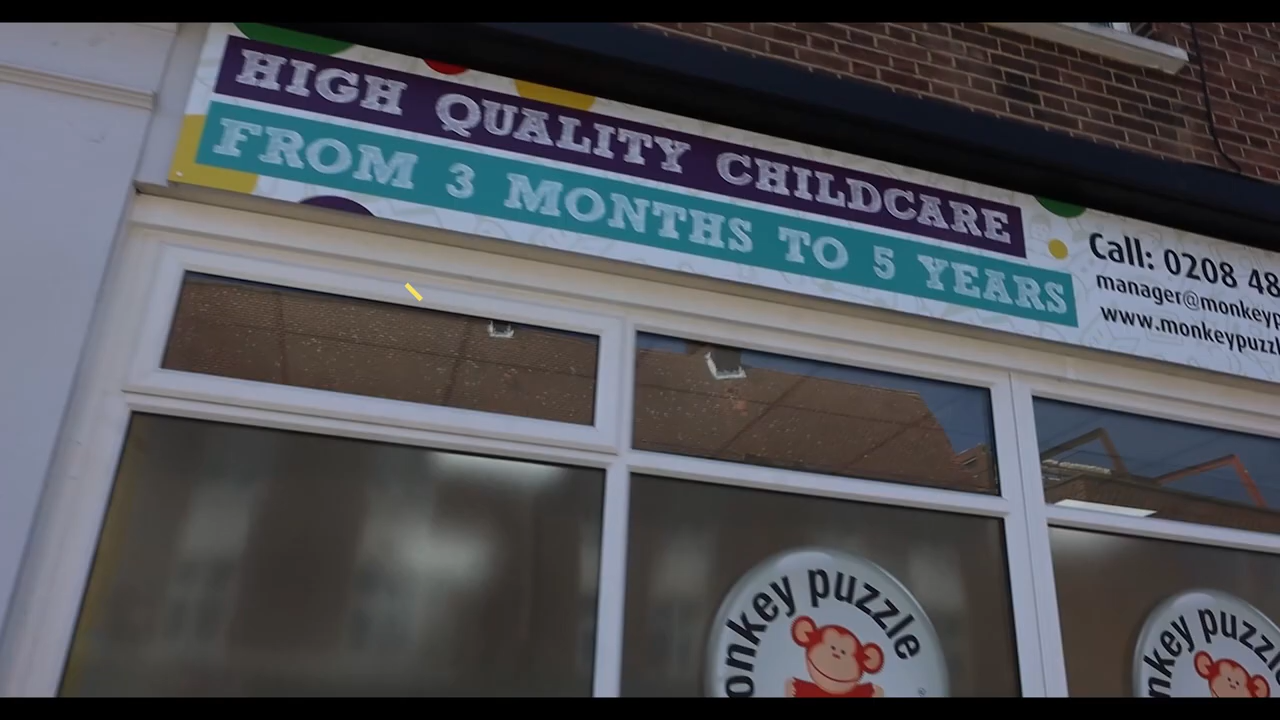 HIGH QUALITY CHILDCARE
FROM 3 MONTHS TO 5 YEARS
Call: 0208 48
manager@monkeyp
www.monkeypuzzl
onkey puzzle
nkey puzzle